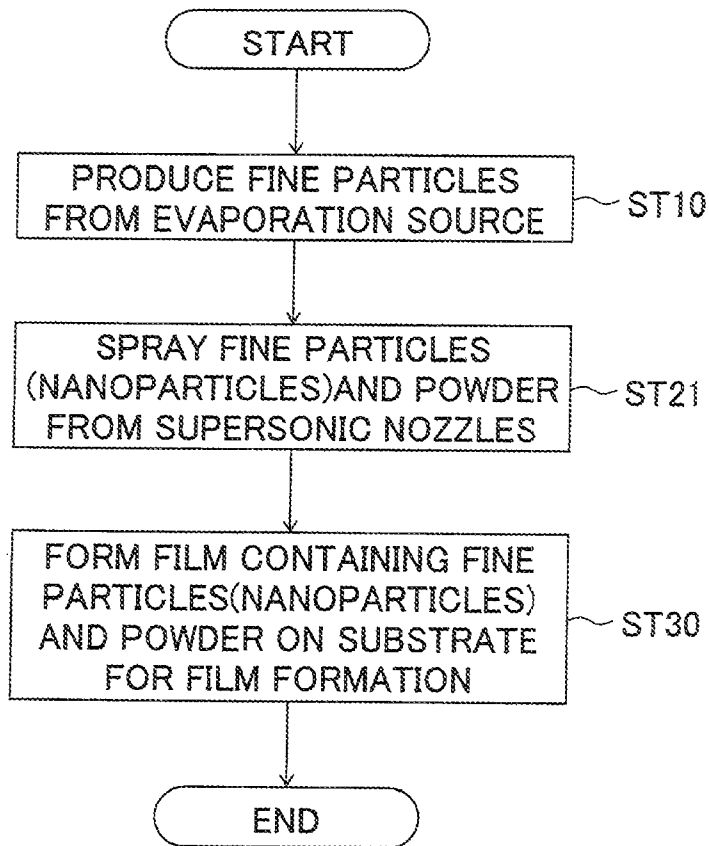 START
PRODUCE FINE PARTICLES
FROM EVAPORATION SOURCE
ST10
SPRAY FINE PARTICLES
(NANOPARTICLES)AND POWDER
FROM SUPERSONIC NOZZLES
ST21
FORM FILM CONTAINING FINE
PARTICLES(NANOPARTICLES)
AND POWDER ON SUBSTRATE
FOR FILM FORMATION
ST30
END